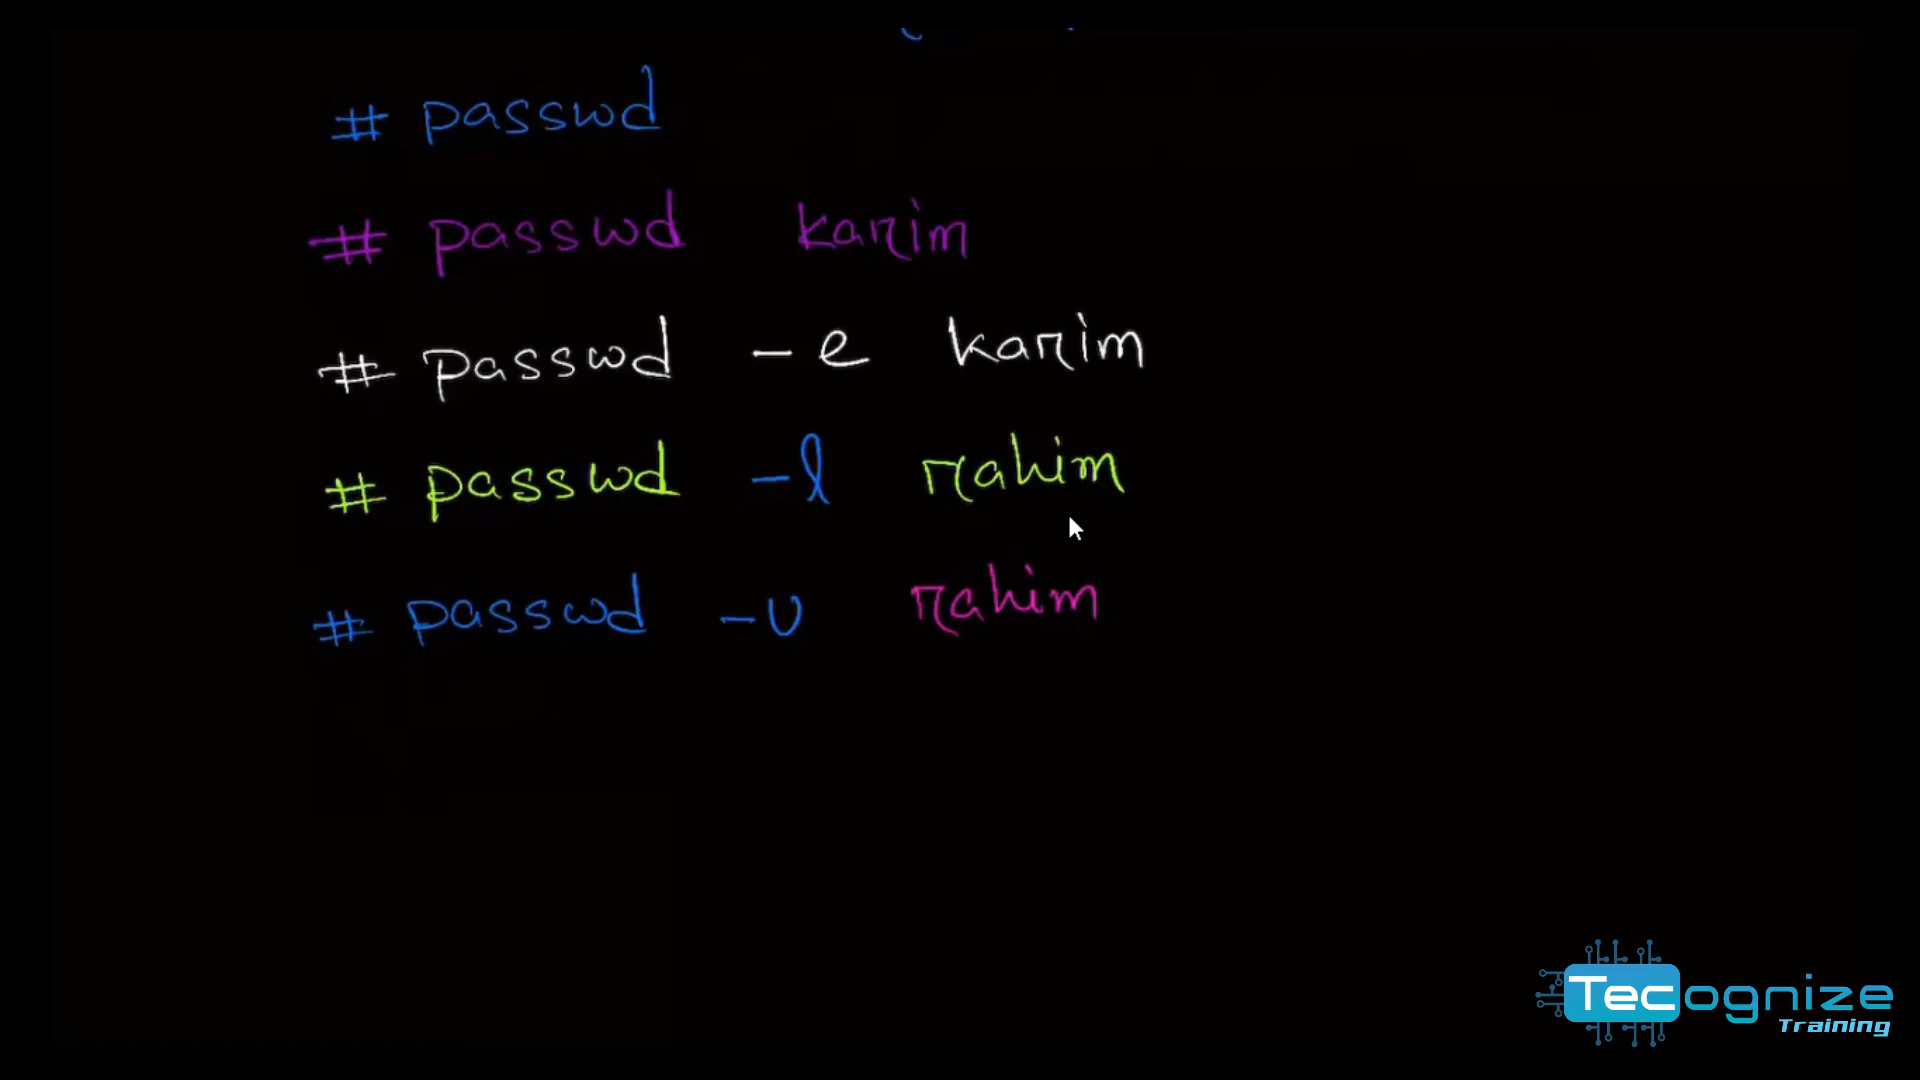 # passwd
# passwd karim
# passwd -e karim
# passwd -l rahim
# passwd -u rahim
Tecognize
Training